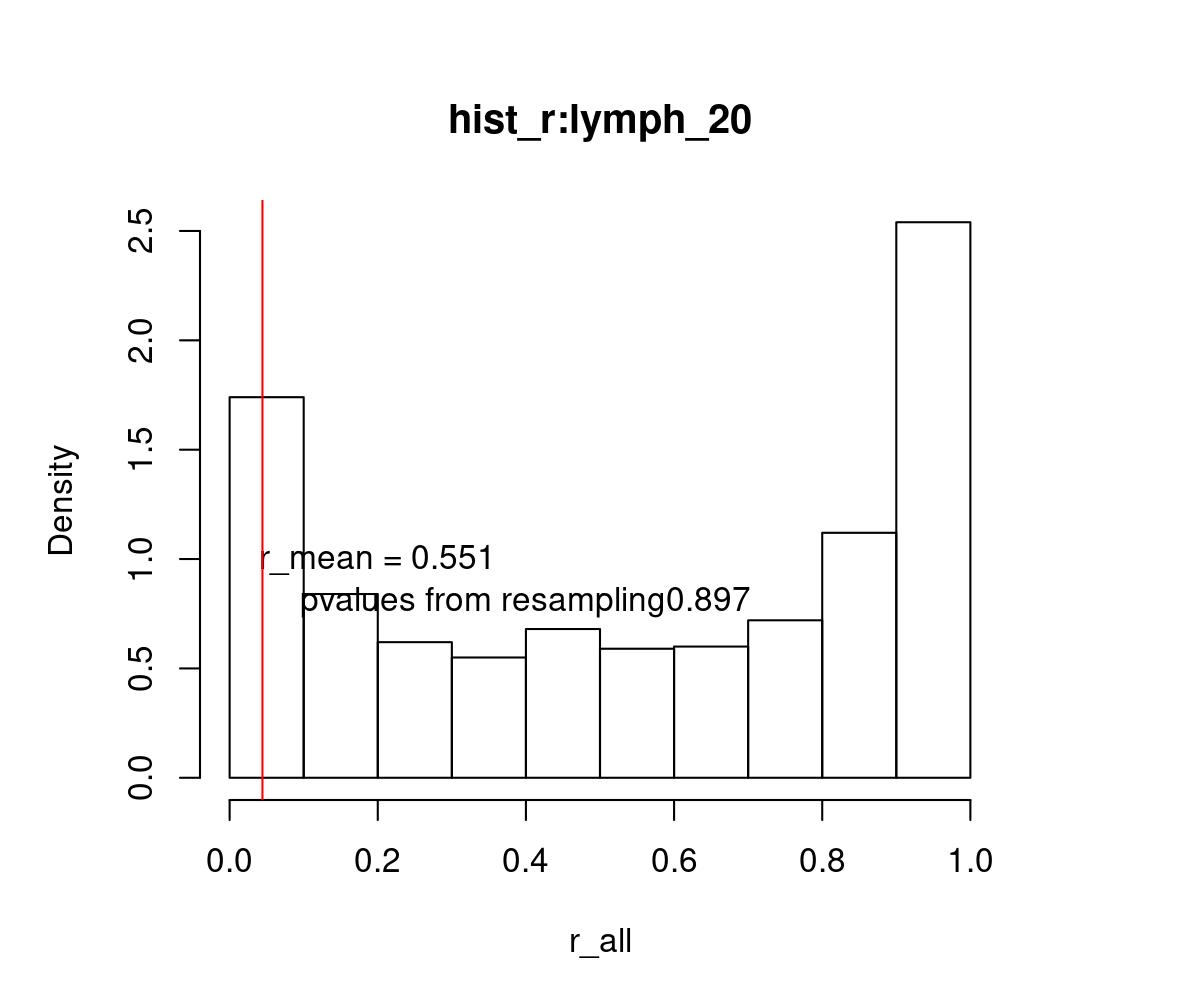 hist_r:lymph_20
2.5
2.0
1.5
1.0
0.5
0.0
Density
r_mean = 0.551
pvalues from resampling0.897
0.0 0.2 0.4 0.6 0.8 1.0
r_all